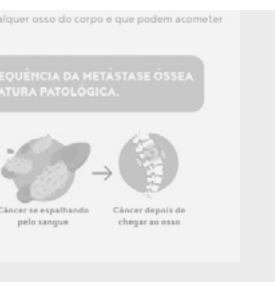 alquer osso do corpo e que podem acometer
EQUÊNCIA DA METÁSTASE ÓSSEA
ATURA PATOLÓGICA.
Câncer se espalhando
pelo sangue
Câncer depois de
chegar ao osso